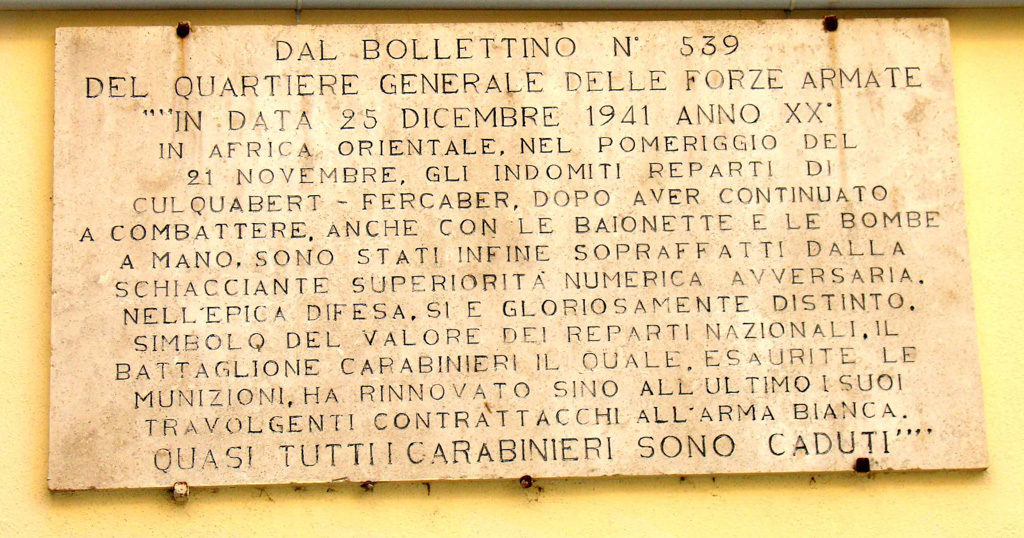 DAL BOLLETTINO N° 539
DEL QUARTIERE GENERALE DELLE FORZE ARMATE
""IN DATA 25 DICEMBRE 1941 ANNO XX°
IN AFRICA ORIENTALE, NEL POMERIGGIO DEL
21 NOVEMBRE, GLI INDOMITI REPARTI DI
CULQUABERT - FERCABER, DOPO AVER CONTINUATO
A COMBATTERE, ANCHE CON LE BAIONETTE E LE BOMBE
A MANO, SONO STATI INFINE SOPRAFFATTI DALLA
SCHIACCIANTE SUPERIORITA' NUMERICA AVVERSARIA.
NELL'EPICA DIFESA, SI E GLORIOSAMENTE DISTINTO,
SIMBOLO DEL VALORE DEI REPARTI NAZIONALI, IL
BATTAGLIONE CARABINIERI IL QUALE, ESAURITE LE
MUNIZIONI, HA RINNOVATO SINO ALL'ULTIMO I SUOI
TRAVOLGENTI CONTRATTACCHI ALL'ARMA BIANCA.
QUASI TUTTI I CARABINIERI SONO CADUTI""